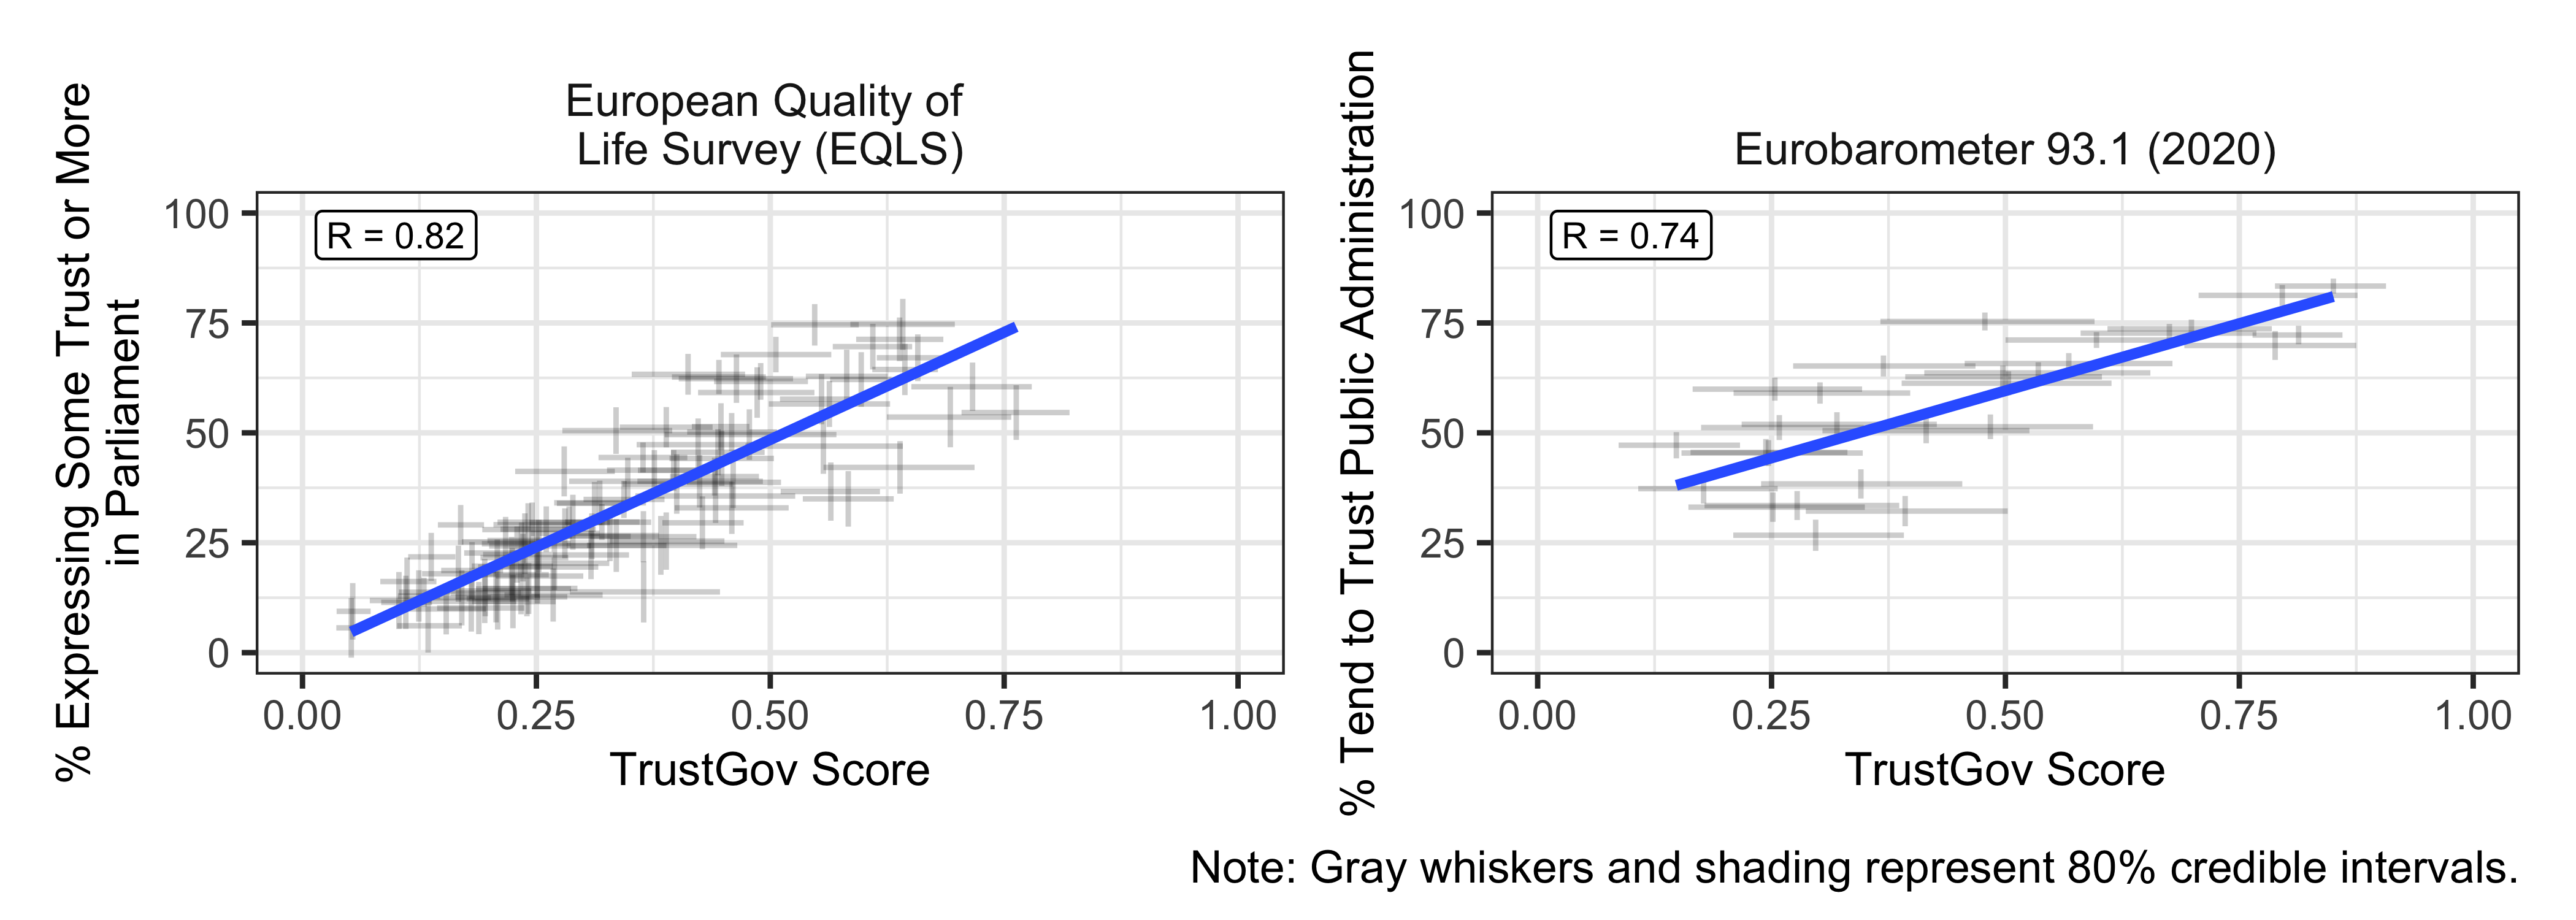 European Quality of
Life Survey (EQLS)
% Expressing Some Trust or More
in Parliament
R = 0.82
100
75
50
25
0
0.00 0.25 0.50 0.75 1.00
TrustGov Score
Eurobarometer 93.1 (2020)
% Tend to Trust Public Administration
R = 0.74
100
75
50
25
0
0.00 0.25 0.50 0.75 1.00
TrustGov Score
Note: Gray whiskers and shading represent 80% credible intervals.